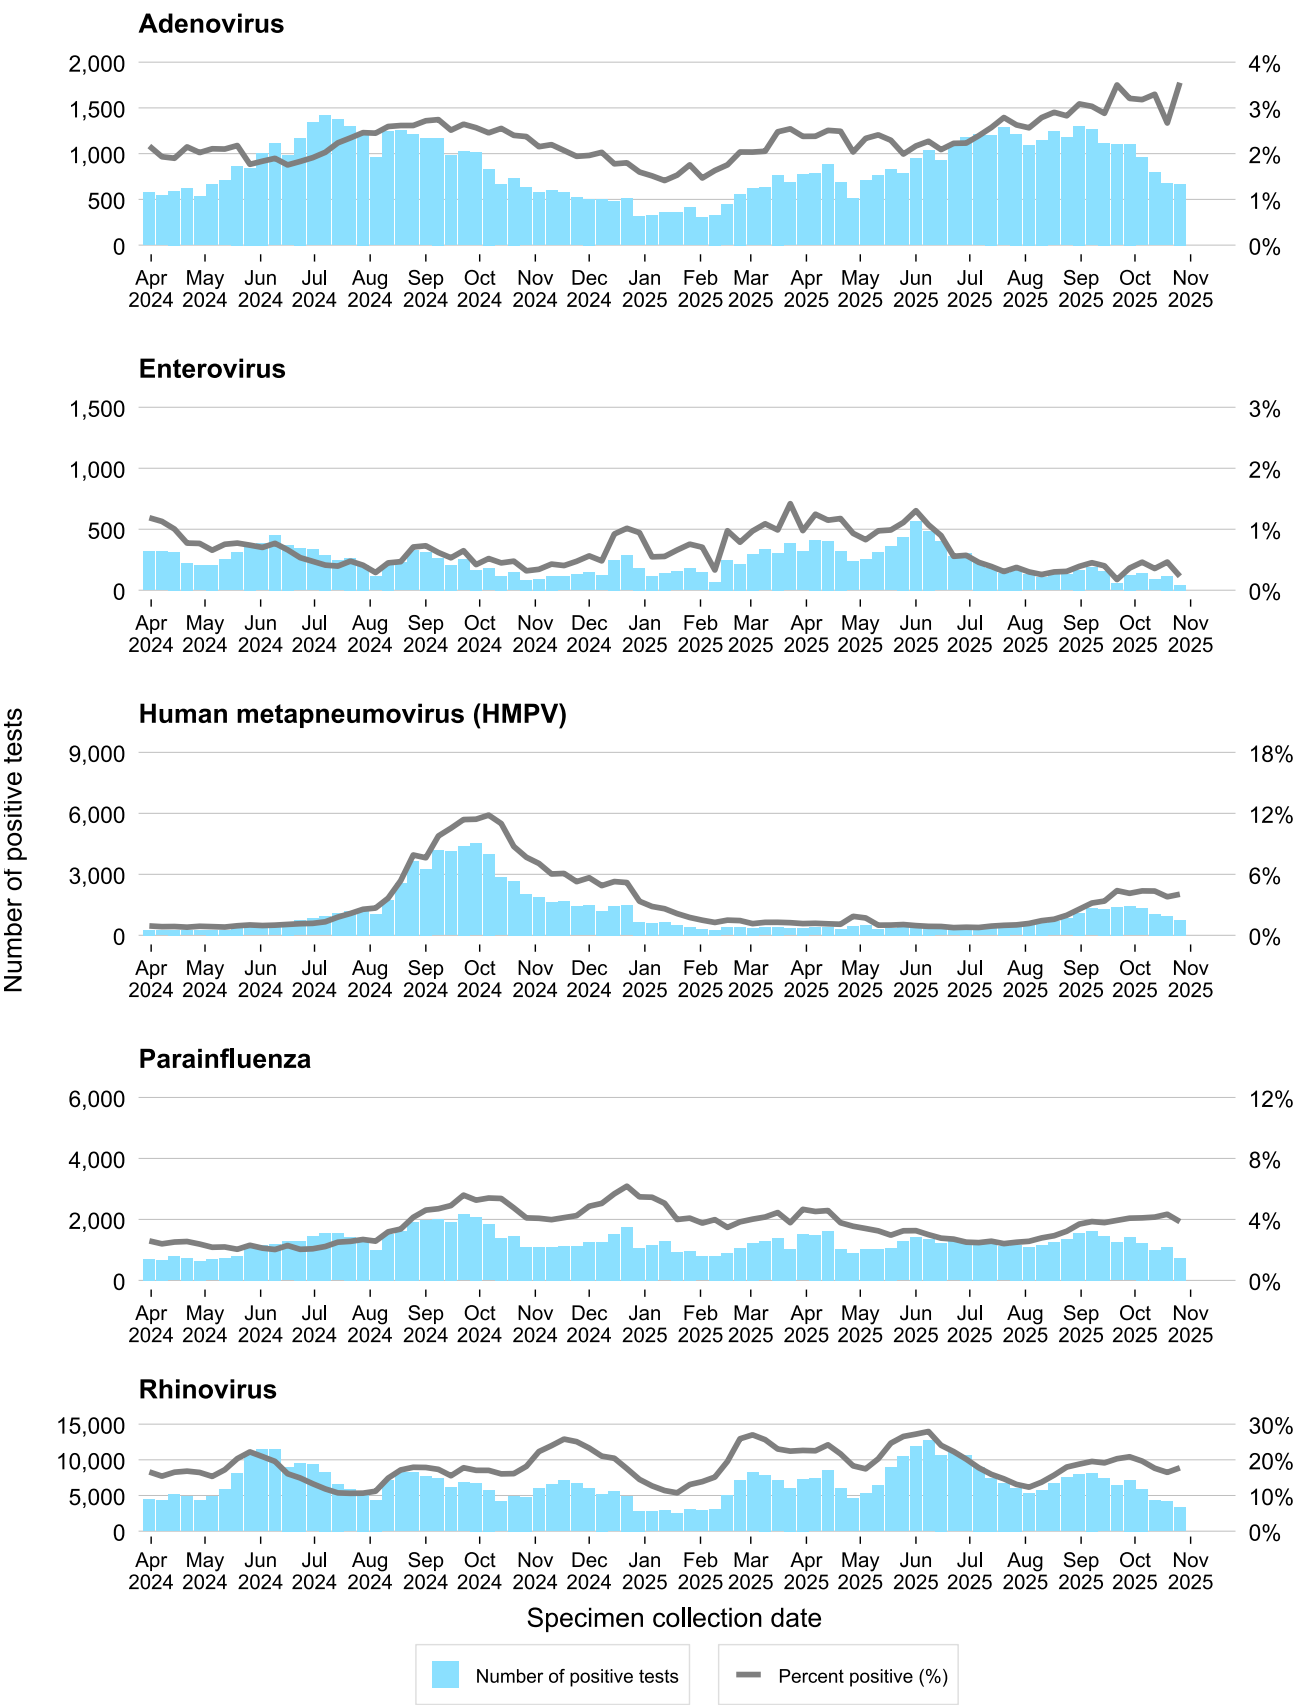 Adenovirus
2,000 4%
1,500 3%
1,000 2%
500 1%
0 0%
Apr May Jun Jul Aug Sep Oct Nov Dec Jan Feb Mar Apr May Jun Jul Aug Sep Oct Nov
2024 2024 2024 2024 2024 2024 2024 2024 2024 2025 2025 2025 2025 2025 2025 2025 2025 2025 2025 2025
Enterovirus
1,500 3%
1,000 2%
500 1%
0 0%
Apr May Jun Jul Aug Sep Oct Nov Dec Jan Feb Mar Apr May Jun Jul Aug Sep Oct Nov
2024 2024 2024 2024 2024 2024 2024 2024 2024 2025 2025 2025 2025 2025 2025 2025 2025 2025 2025 2025
Number of positive tests
Human metapneumovirus (HMPV)
9,000 18%
6,000 12%
3,000 6%
0 0%
Apr May Jun Jul Aug Sep Oct Nov Dec Jan Feb Mar Apr May Jun Jul Aug Sep Oct Nov
2024 2024 2024 2024 2024 2024 2024 2024 2024 2025 2025 2025 2025 2025 2025 2025 2025 2025 2025 2025
Parainfluenza
6,000 12%
4,000 8%
2,000 4%
0 0%
Apr May Jun Jul Aug Sep Oct Nov Dec Jan Feb Mar Apr May Jun Jul Aug Sep Oct Nov
2024 2024 2024 2024 2024 2024 2024 2024 2024 2025 2025 2025 2025 2025 2025 2025 2025 2025 2025 2025
Rhinovirus
15,000 30%
10,000 20%
5,000 10%
0 0%
Apr May Jun Jul Aug Sep Oct Nov Dec Jan Feb Mar Apr May Jun Jul Aug Sep Oct Nov
2024 2024 2024 2024 2024 2024 2024 2024 2024 2025 2025 2025 2025 2025 2025 2025 2025 2025 2025 2025
Specimen collection date
Number of positive tests Percent positive (%)